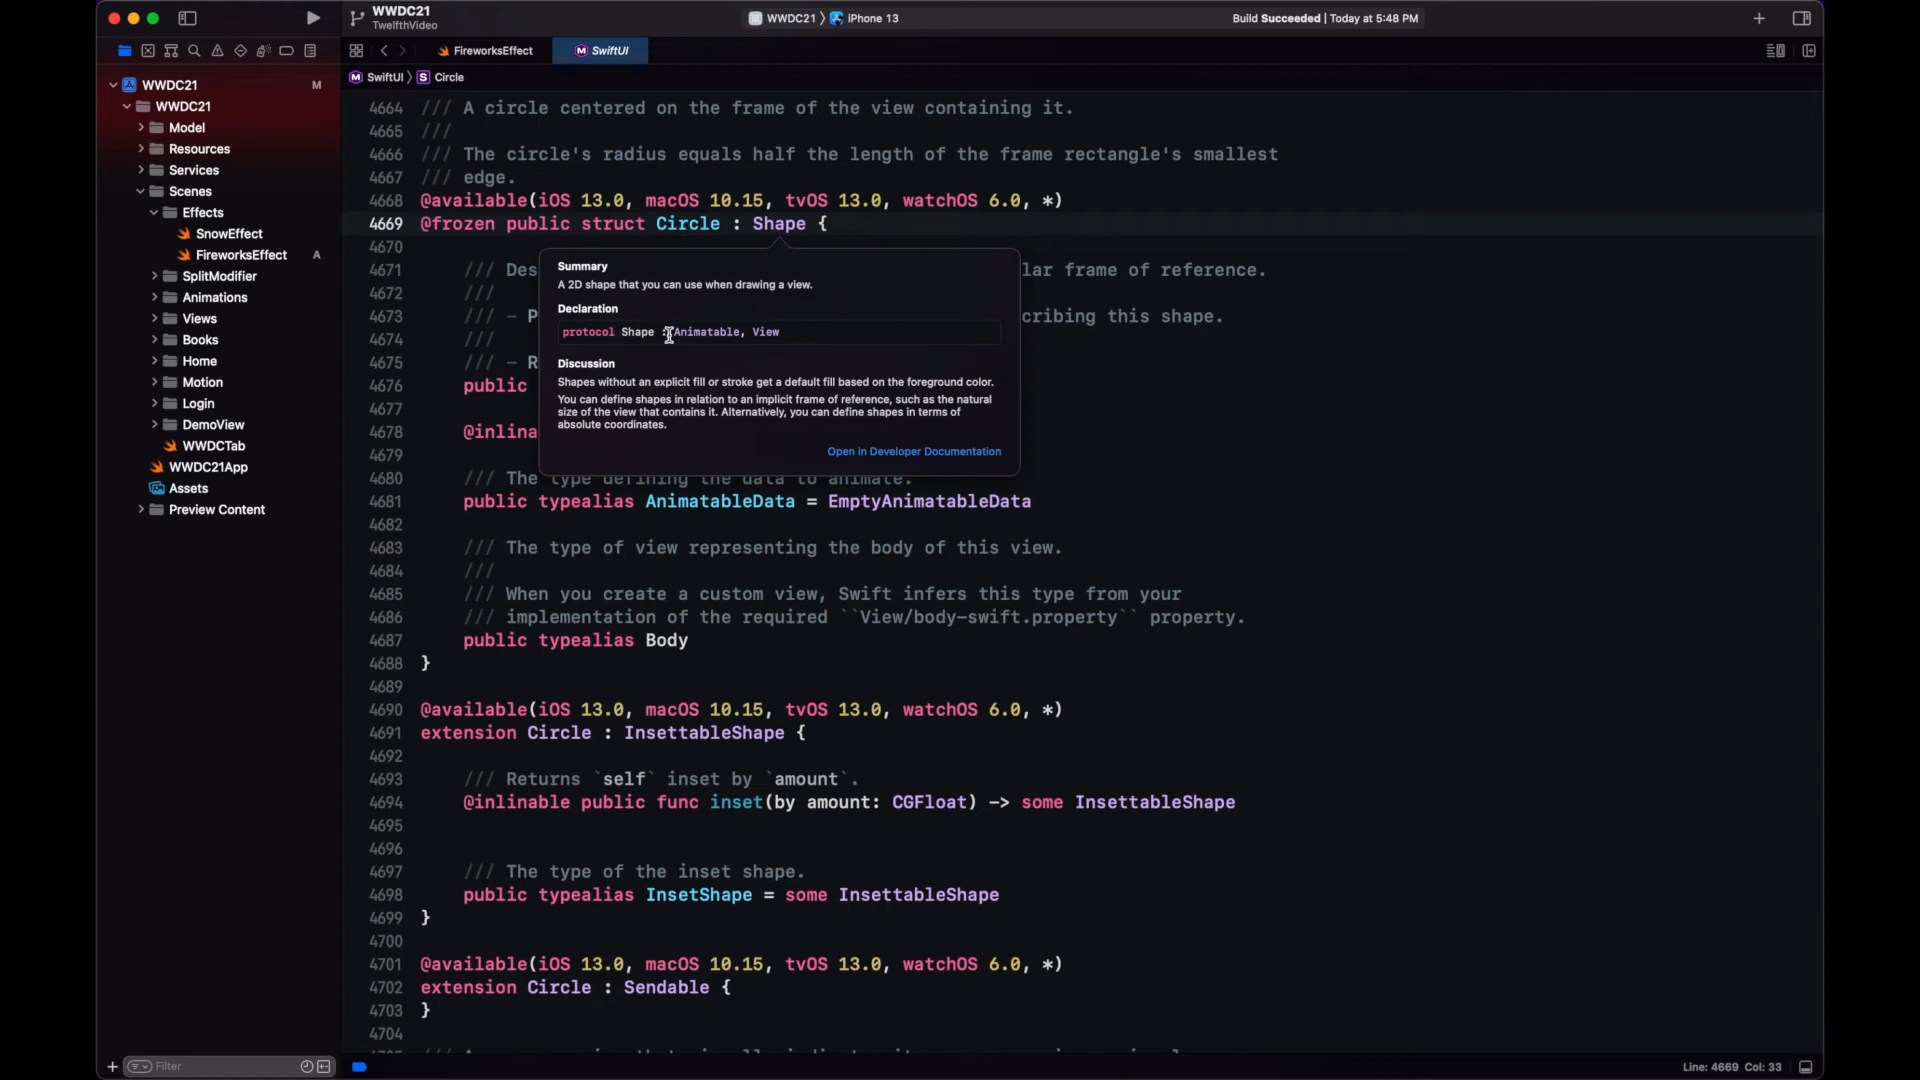 WWDC21
TwelfthVideo
WWDC21 〉 iPhone 13
Build Succeeded | Today at 5:48 PM
FireworksEffect
M SwiftUI
M SwiftUI 〉 S Circle
WWDC21 M
WWDC21
Model
Resources
Services
Scenes
Effects
SnowEffect
FireworksEffect A
SplitModifier
Animations
Views
Books
Home
Motion
Login
DemoView
WWDCTab
WWDC21App
Assets
Preview Content
Filter
4664 /// A circle centered on the frame of the view containing it.
4665 ///
4666 /// The circle's radius equals half the length of the frame rectangle's smallest
4667 /// edge.
4668 @available(iOS 13.0, macOS 10.15, tvOS 13.0, watchOS 6.0, *)
4669 @frozen public struct Circle : Shape {
4670
4671 /// Des lar frame of reference.
4672 ///
4673 /// - P cribing this shape.
4674 ///
4675 /// - R
4676 public
4677
4678 @inlina
4679
4680 /// The type defining the data to animate.
4681 public typealias AnimatableData = EmptyAnimatableData
4682
4683 /// The type of view representing the body of this view.
4684 ///
4685 /// When you create a custom view, Swift infers this type from your
4686 /// implementation of the required ``View/body-swift.property`` property.
4687 public typealias Body
4688 }
4689
4690 @available(iOS 13.0, macOS 10.15, tvOS 13.0, watchOS 6.0, *)
4691 extension Circle : InsettableShape {
4692
4693 /// Returns `self` inset by `amount`.
4694 @inlinable public func inset(by amount: CGFloat) -> some InsettableShape
4695
4696
4697 /// The type of the inset shape.
4698 public typealias InsetShape = some InsettableShape
4699 }
4700
4701 @available(iOS 13.0, macOS 10.15, tvOS 13.0, watchOS 6.0, *)
4702 extension Circle : Sendable {
4703 }
4704
Summary
A 2D shape that you can use when drawing a view.
Declaration
protocol Shape : Animatable, View
Discussion
Shapes without an explicit fill or stroke get a default fill based on the foreground color.
You can define shapes in relation to an implicit frame of reference, such as the natural
size of the view that contains it. Alternatively, you can define shapes in terms of
absolute coordinates.
Open in Developer Documentation
Line: 4669 Col: 33